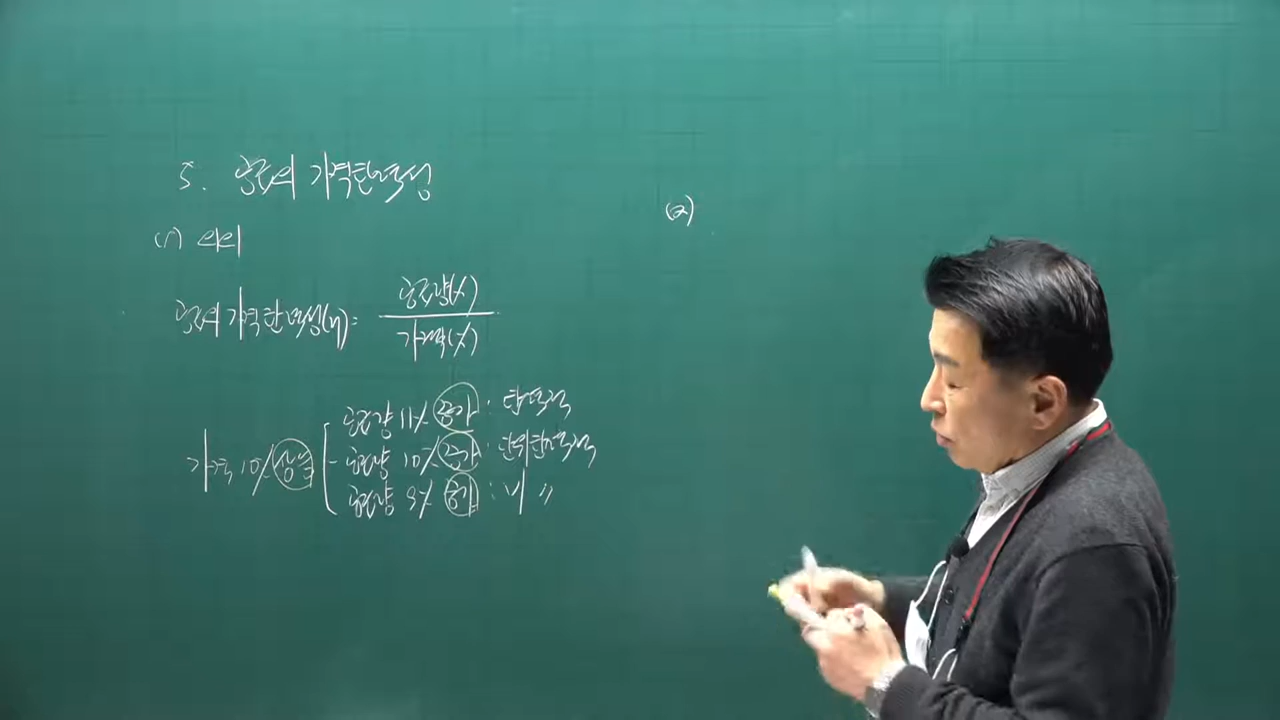 5. 공급의 가격탄력성
(1) 의의
공급의 가격탄력성(η)= 공급량(%)
가격(%)
공급량 11% 증가 : 탄력적
가격 10% 상승 공급량 10% 증가 : 단위탄력적
공급량 9% 증가 : 비 〃
(2)